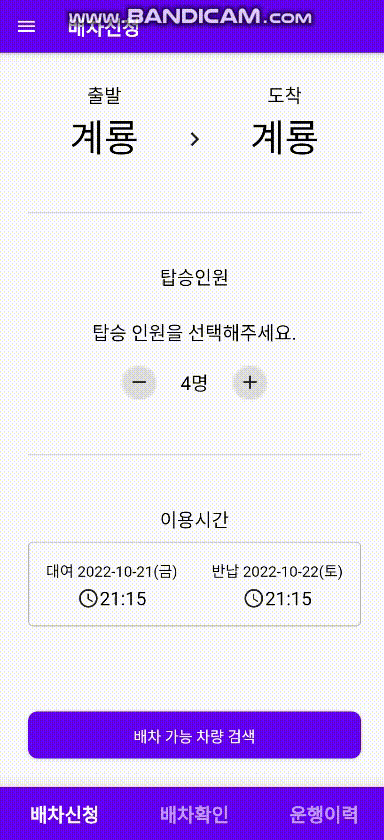 www.BANDICAM.com
배차신청
출발 도착
계룡 > 계룡
탑승인원
탑승 인원을 선택해주세요.
− 4명 +
이용시간
대여 2022-10-21(금) 반납 2022-10-22(토)
21:15 21:15
배차 가능 차량 검색
배차신청 배차확인 운행이력